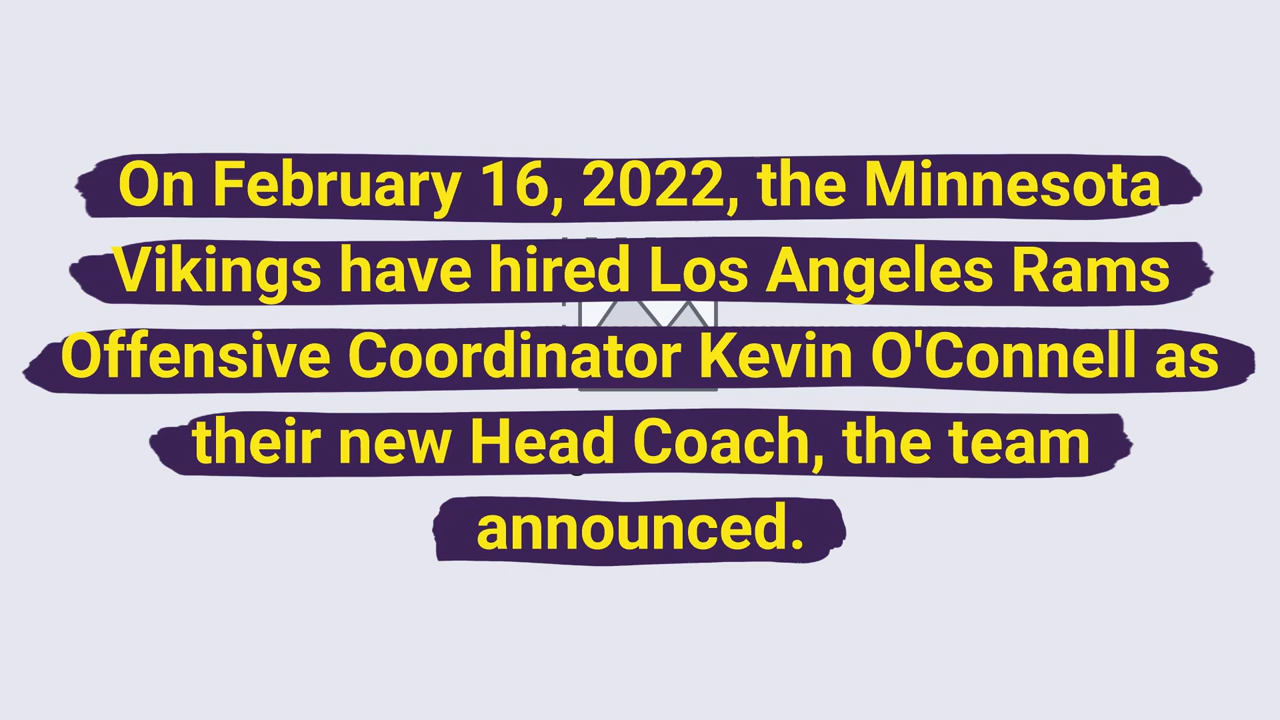 On February 16, 2022, the Minnesota
Vikings have hired Los Angeles Rams
Offensive Coordinator Kevin O'Connell as
their new Head Coach, the team
announced.